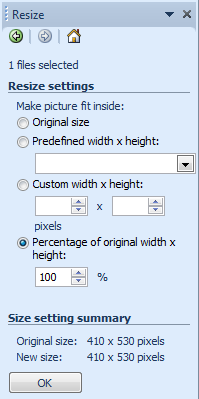 Resize
1 files selected
Resize settings
Make picture fit inside:
Original size
Predefined width x height:
Custom width x height:
x
pixels
Percentage of original width x
height:
100 %
Size setting summary
Original size: 410 x 530 pixels
New size: 410 x 530 pixels
OK